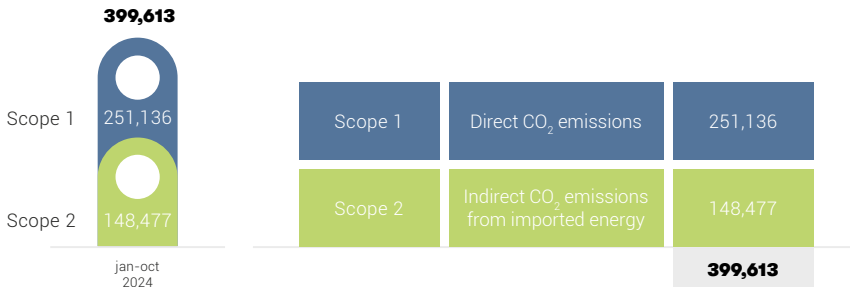 399,613
Scope 1
251,136
Scope 2
148,477
jan-oct
2024
Scope 1
Direct CO₂ emissions
251,136
Scope 2
Indirect CO₂ emissions
from imported energy
148,477
399,613